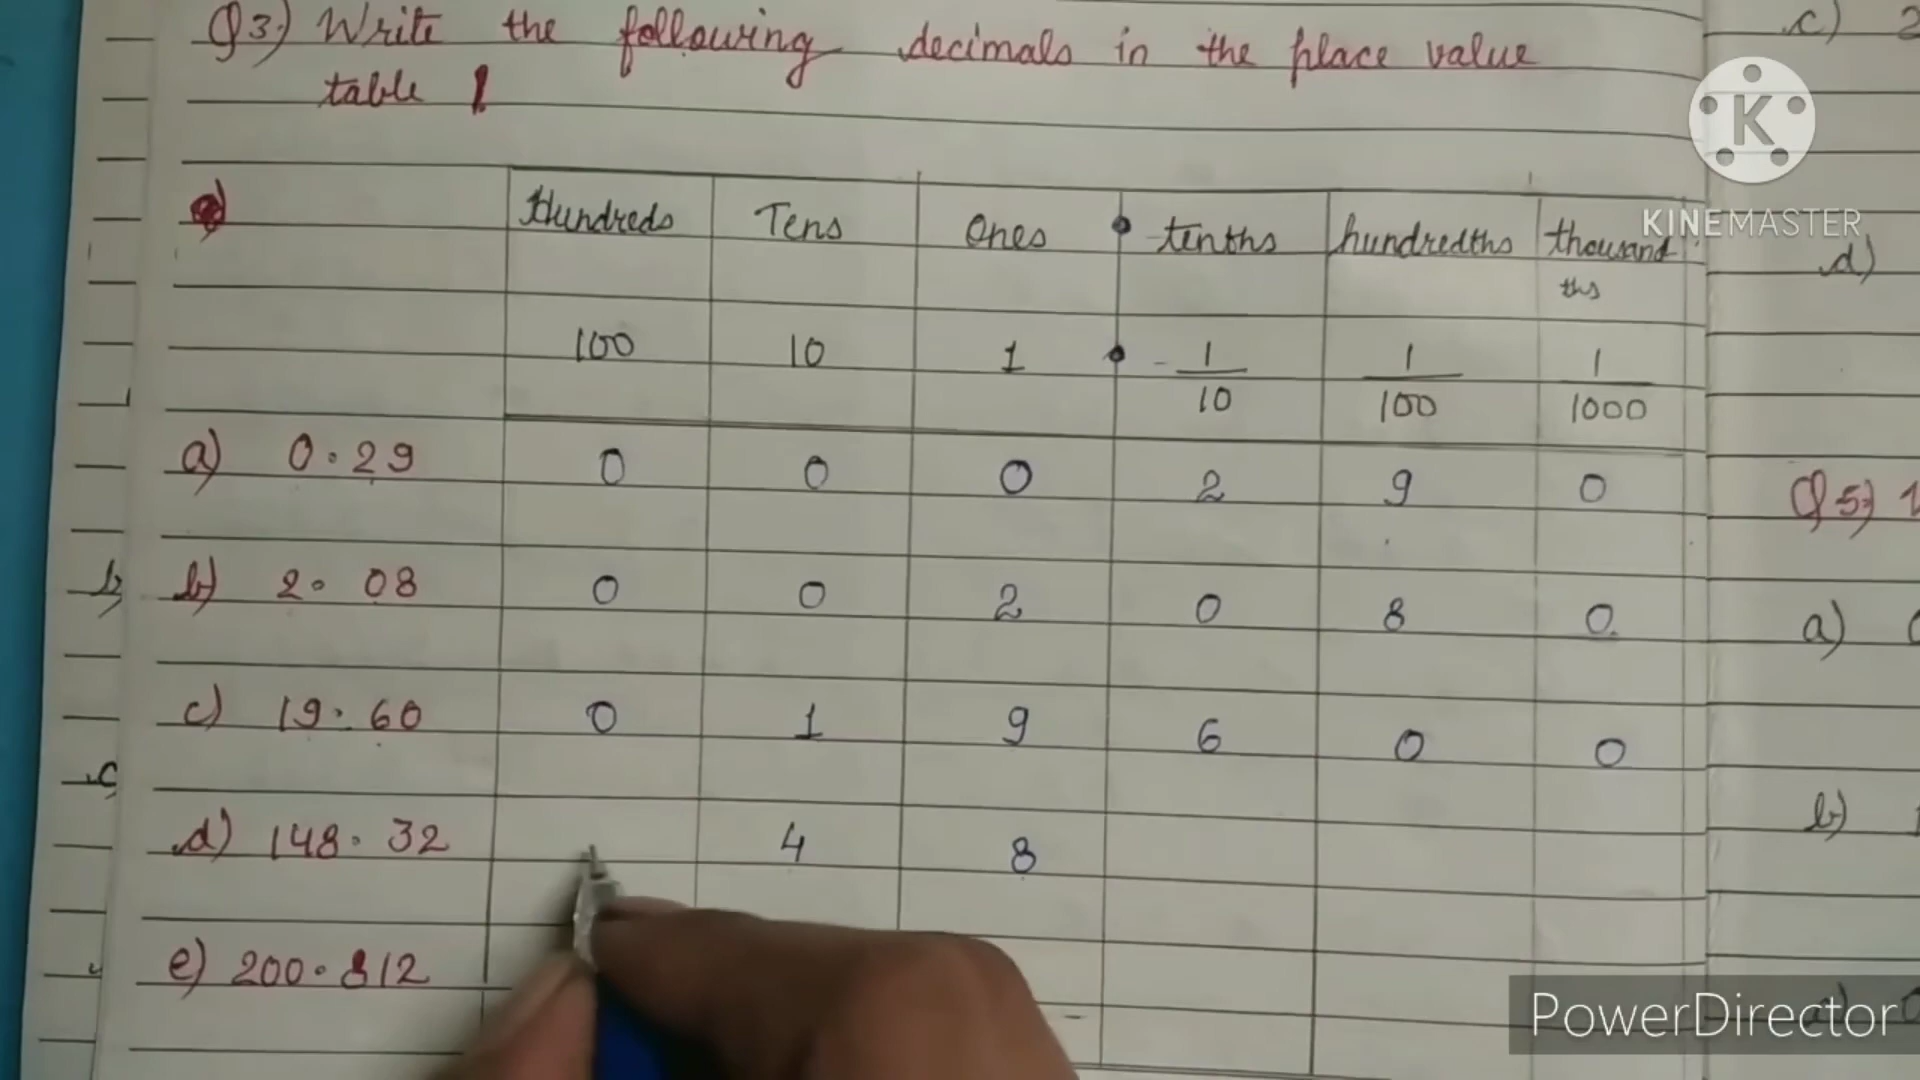 Q3) Write the following decimals in the place value
table
Hundreds Tens Ones • tenths hundredths thousand
ths
100 10 1 • 1/10 1/100 1/1000
a) 0.29 0 0 0 2 9 0
b) 2.08 0 0 2 0 8 0
c) 19.60 0 1 9 6 0 0
d) 148.32 4 8
e) 200.812
c) 2
d)
Q5)
a)
b)
K
KINEMASTER
PowerDirector